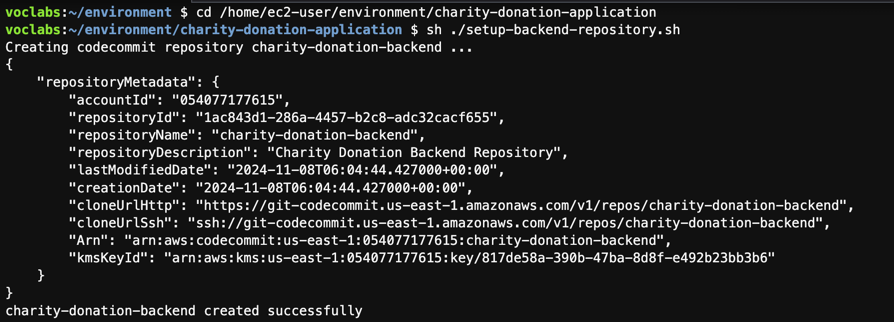 voclabs:~/environment $ cd /home/ec2-user/environment/charity-donation-application
voclabs:~/environment/charity-donation-application $ sh ./setup-backend-repository.sh
Creating codecommit repository charity-donation-backend ...
{
    "repositoryMetadata": {
        "accountId": "054077177615",
        "repositoryId": "1ac843d1-286a-4457-b2c8-adc32cacf655",
        "repositoryName": "charity-donation-backend",
        "repositoryDescription": "Charity Donation Backend Repository",
        "lastModifiedDate": "2024-11-08T06:04:44.427000+00:00",
        "creationDate": "2024-11-08T06:04:44.427000+00:00",
        "cloneUrlHttp": "https://git-codecommit.us-east-1.amazonaws.com/v1/repos/charity-donation-backend",
        "cloneUrlSsh": "ssh://git-codecommit.us-east-1.amazonaws.com/v1/repos/charity-donation-backend",
        "Arn": "arn:aws:codecommit:us-east-1:054077177615:charity-donation-backend",
        "kmsKeyId": "arn:aws:kms:us-east-1:054077177615:key/817de58a-390b-47ba-8d8f-e492b23bb3b6"
    }
}
charity-donation-backend created successfully